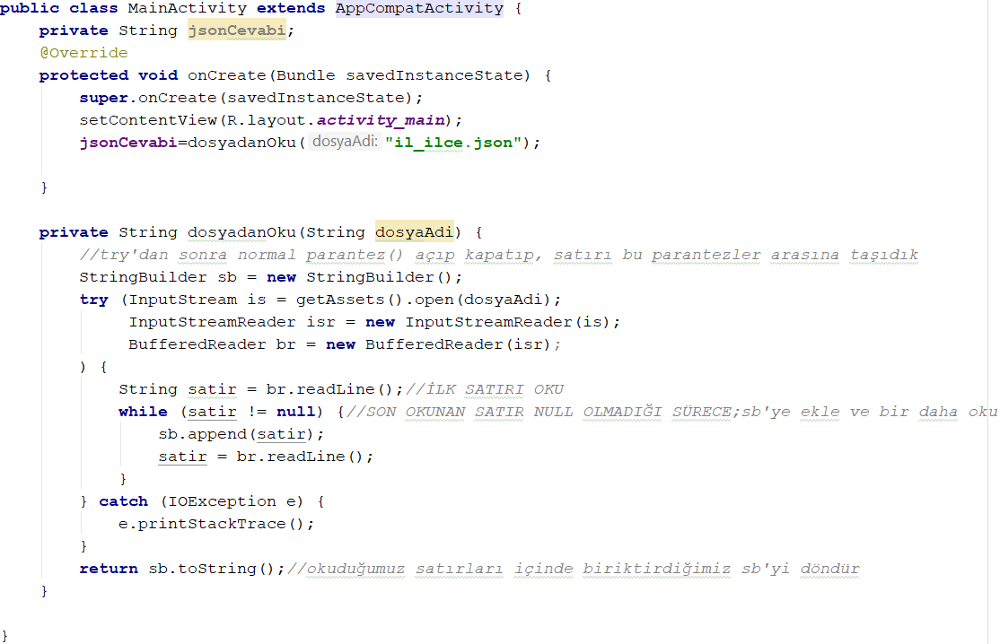 public class MainActivity extends AppCompatActivity {
    private String jsonCevabi;
    @Override
    protected void onCreate(Bundle savedInstanceState) {
        super.onCreate(savedInstanceState);
        setContentView(R.layout.activity_main);
        jsonCevabi=dosyadanOku( dosyaAdi: "il_ilce.json");
    }
    private String dosyadanOku(String dosyaAdi) {
        //try'dan sonra normal parantez() açıp kapatıp, satırı bu parantezler arasına taşıdık
        StringBuilder sb = new StringBuilder();
        try (InputStream is = getAssets().open(dosyaAdi);
             InputStreamReader isr = new InputStreamReader(is);
             BufferedReader br = new BufferedReader(isr);
        ) {
            String satir = br.readLine();//İLK SATIRI OKU
            while (satir != null) {//SON OKUNAN SATIR NULL OLMADIĞI SÜRECE;sb'ye ekle ve bir daha oku
                sb.append(satir);
                satir = br.readLine();
            }
        } catch (IOException e) {
            e.printStackTrace();
        }
        return sb.toString();//okuduğumuz satırları içinde biriktirdiğimiz sb'yi döndür
    }
}